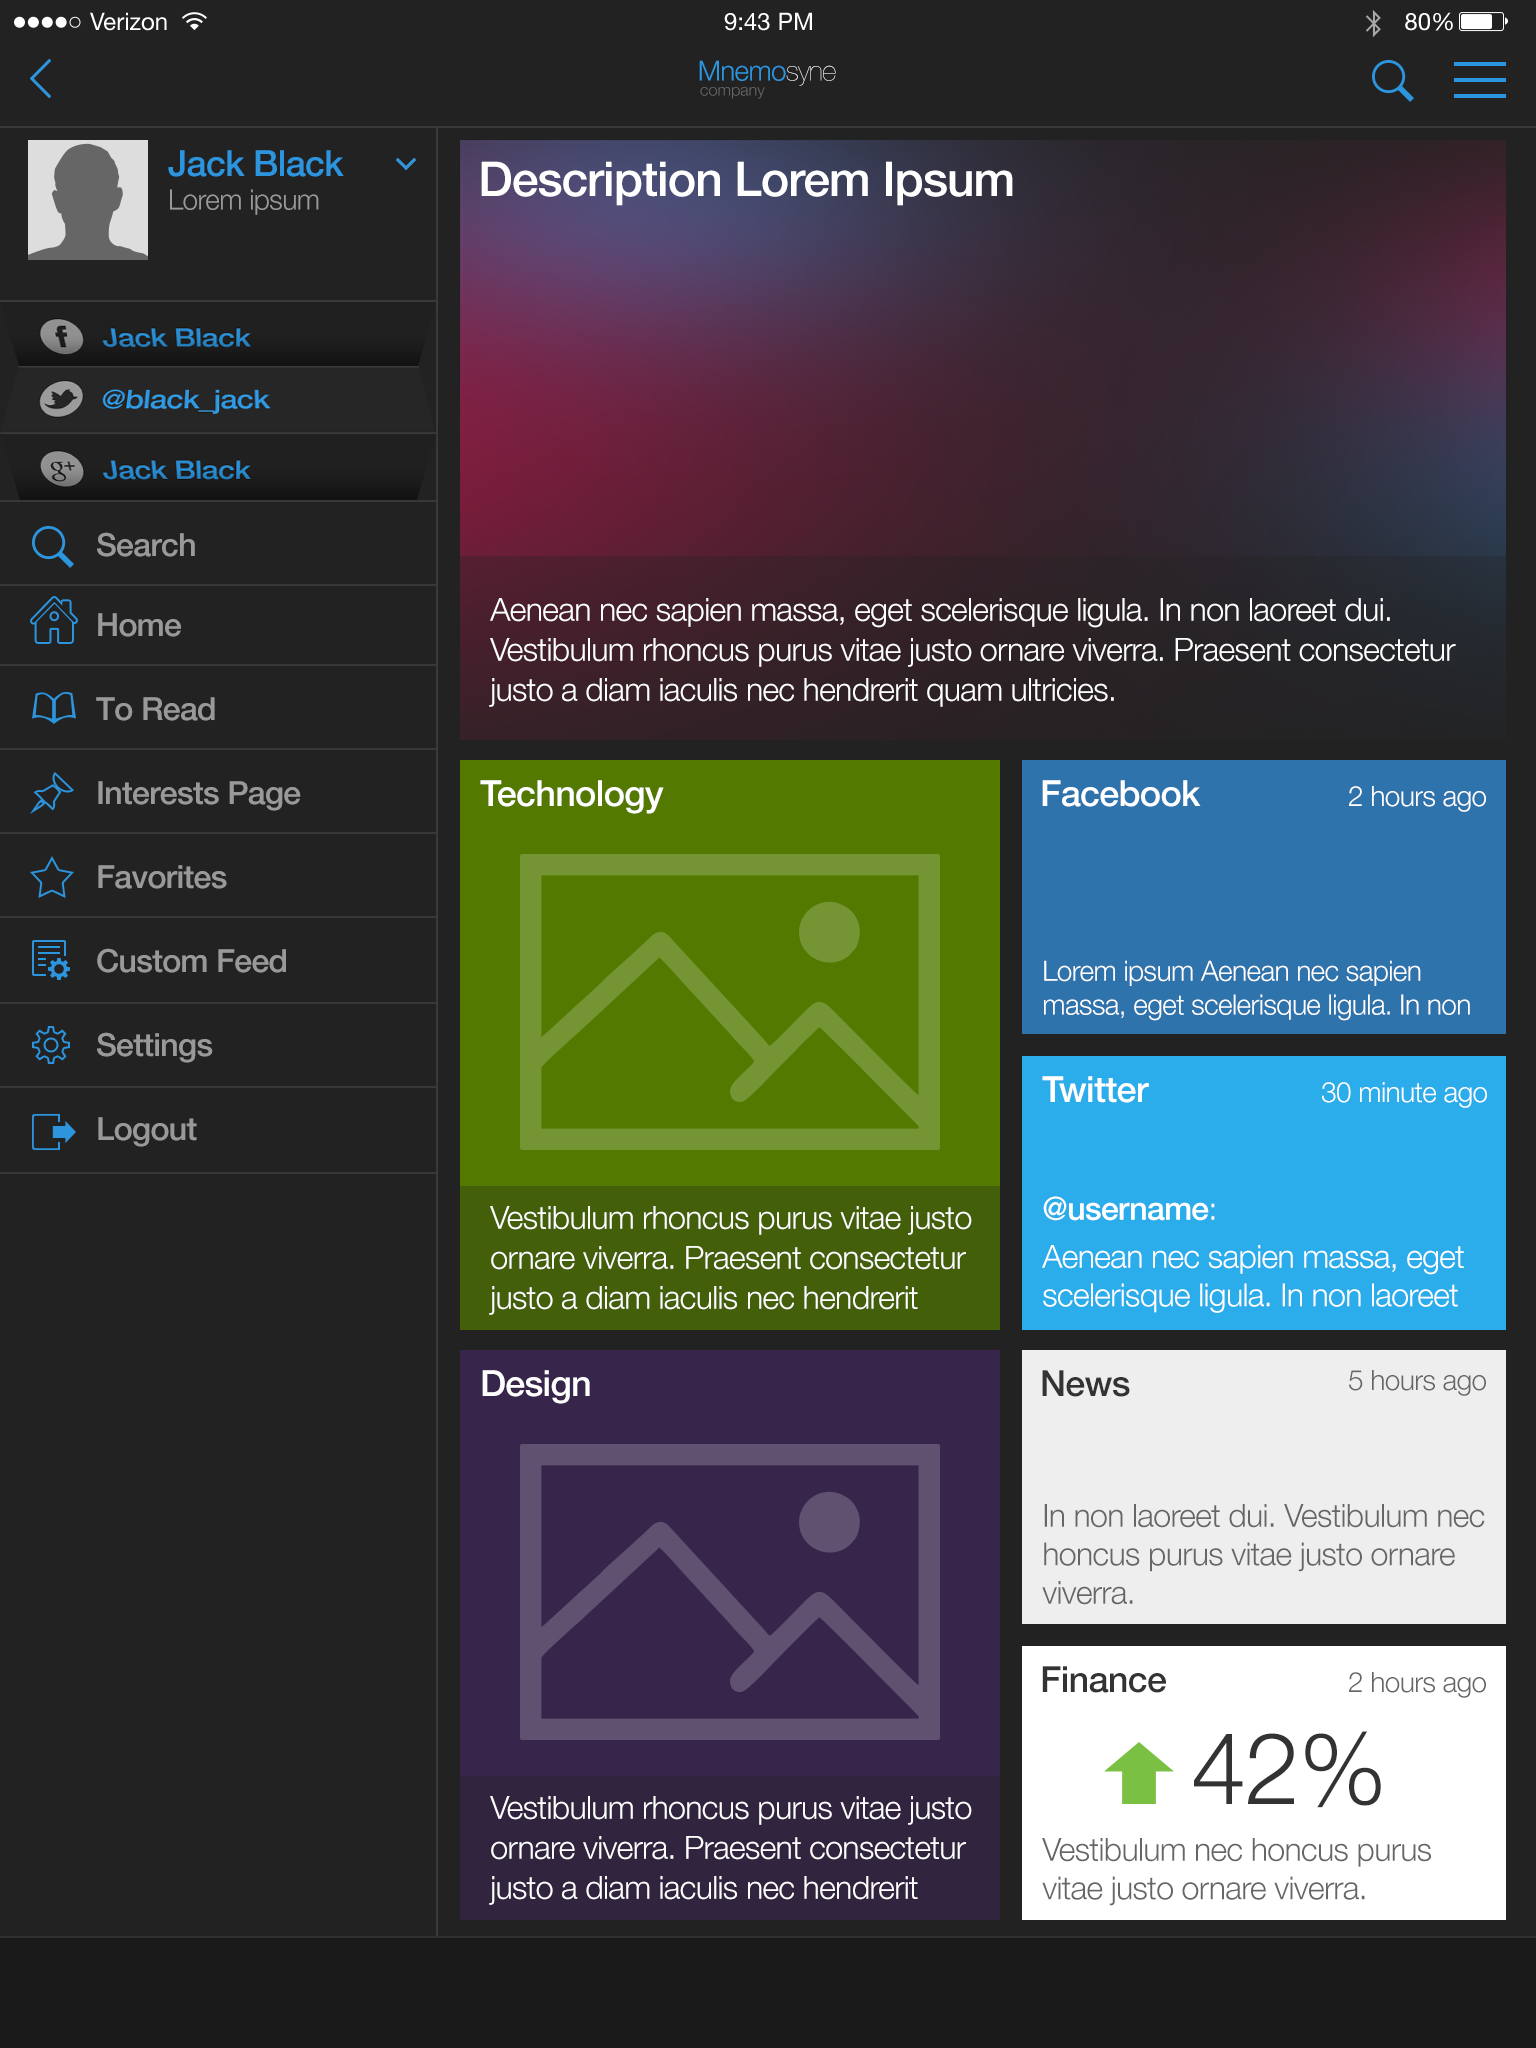 Verizon
9:43 PM
80%
Mnemosyne
company
Jack Black
Lorem ipsum
Jack Black
@black_jack
Jack Black
Search
Home
To Read
Interests Page
Favorites
Custom Feed
Settings
Logout
Description Lorem Ipsum
Aenean nec sapien massa, eget scelerisque ligula. In non laoreet dui.
Vestibulum rhoncus purus vitae justo ornare viverra. Praesent consectetur
justo a diam iaculis nec hendrerit quam ultricies.
Technology
Vestibulum rhoncus purus vitae justo
ornare viverra. Praesent consectetur
justo a diam iaculis nec hendrerit
Facebook
2 hours ago
Lorem ipsum Aenean nec sapien
massa, eget scelerisque ligula. In non
Twitter
30 minute ago
@username:
Aenean nec sapien massa, eget
scelerisque ligula. In non laoreet
Design
Vestibulum rhoncus purus vitae justo
ornare viverra. Praesent consectetur
justo a diam iaculis nec hendrerit
News
5 hours ago
In non laoreet dui. Vestibulum nec
honcus purus vitae justo ornare
viverra.
Finance
2 hours ago
42%
Vestibulum nec honcus purus
vitae justo ornare viverra.